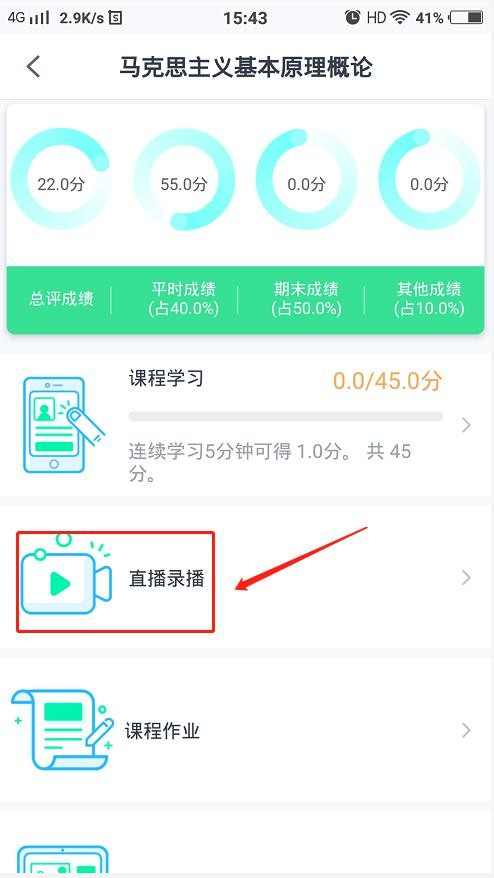 4G 2.9K/s 15:43 HD 41%
马克思主义基本原理概论
22.0分 55.0分 0.0分 0.0分
总评成绩 平时成绩 期末成绩 其他成绩
(占40.0%) (占50.0%) (占10.0%)
课程学习 0.0/45.0分
连续学习5分钟可得 1.0分。 共 45
分。
直播录播
课程作业